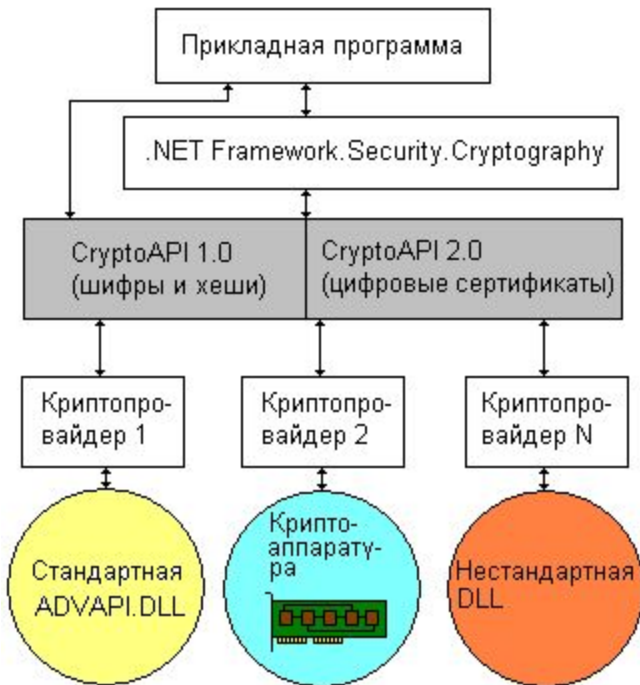 Прикладная программа
.NET Framework.Security.Cryptography
CryptoAPI 1.0
(шифры и хеши)
CryptoAPI 2.0
(цифровые сертификаты)
Криптопро-
вайдер 1
Криптопро-
вайдер 2
Криптопро-
вайдер N
Стандартная
ADVAPI.DLL
Крипто-
аппарату-
ра
Нестандартная
DLL